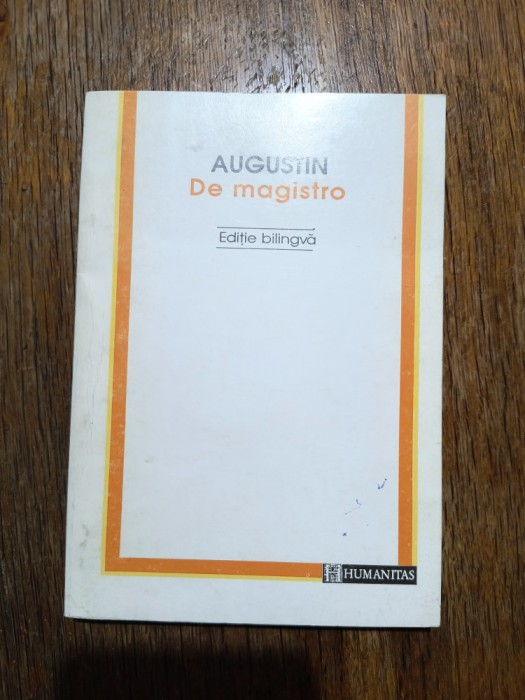 AUGUSTIN
De magistro
Ediție bilingvă
HUMANITAS